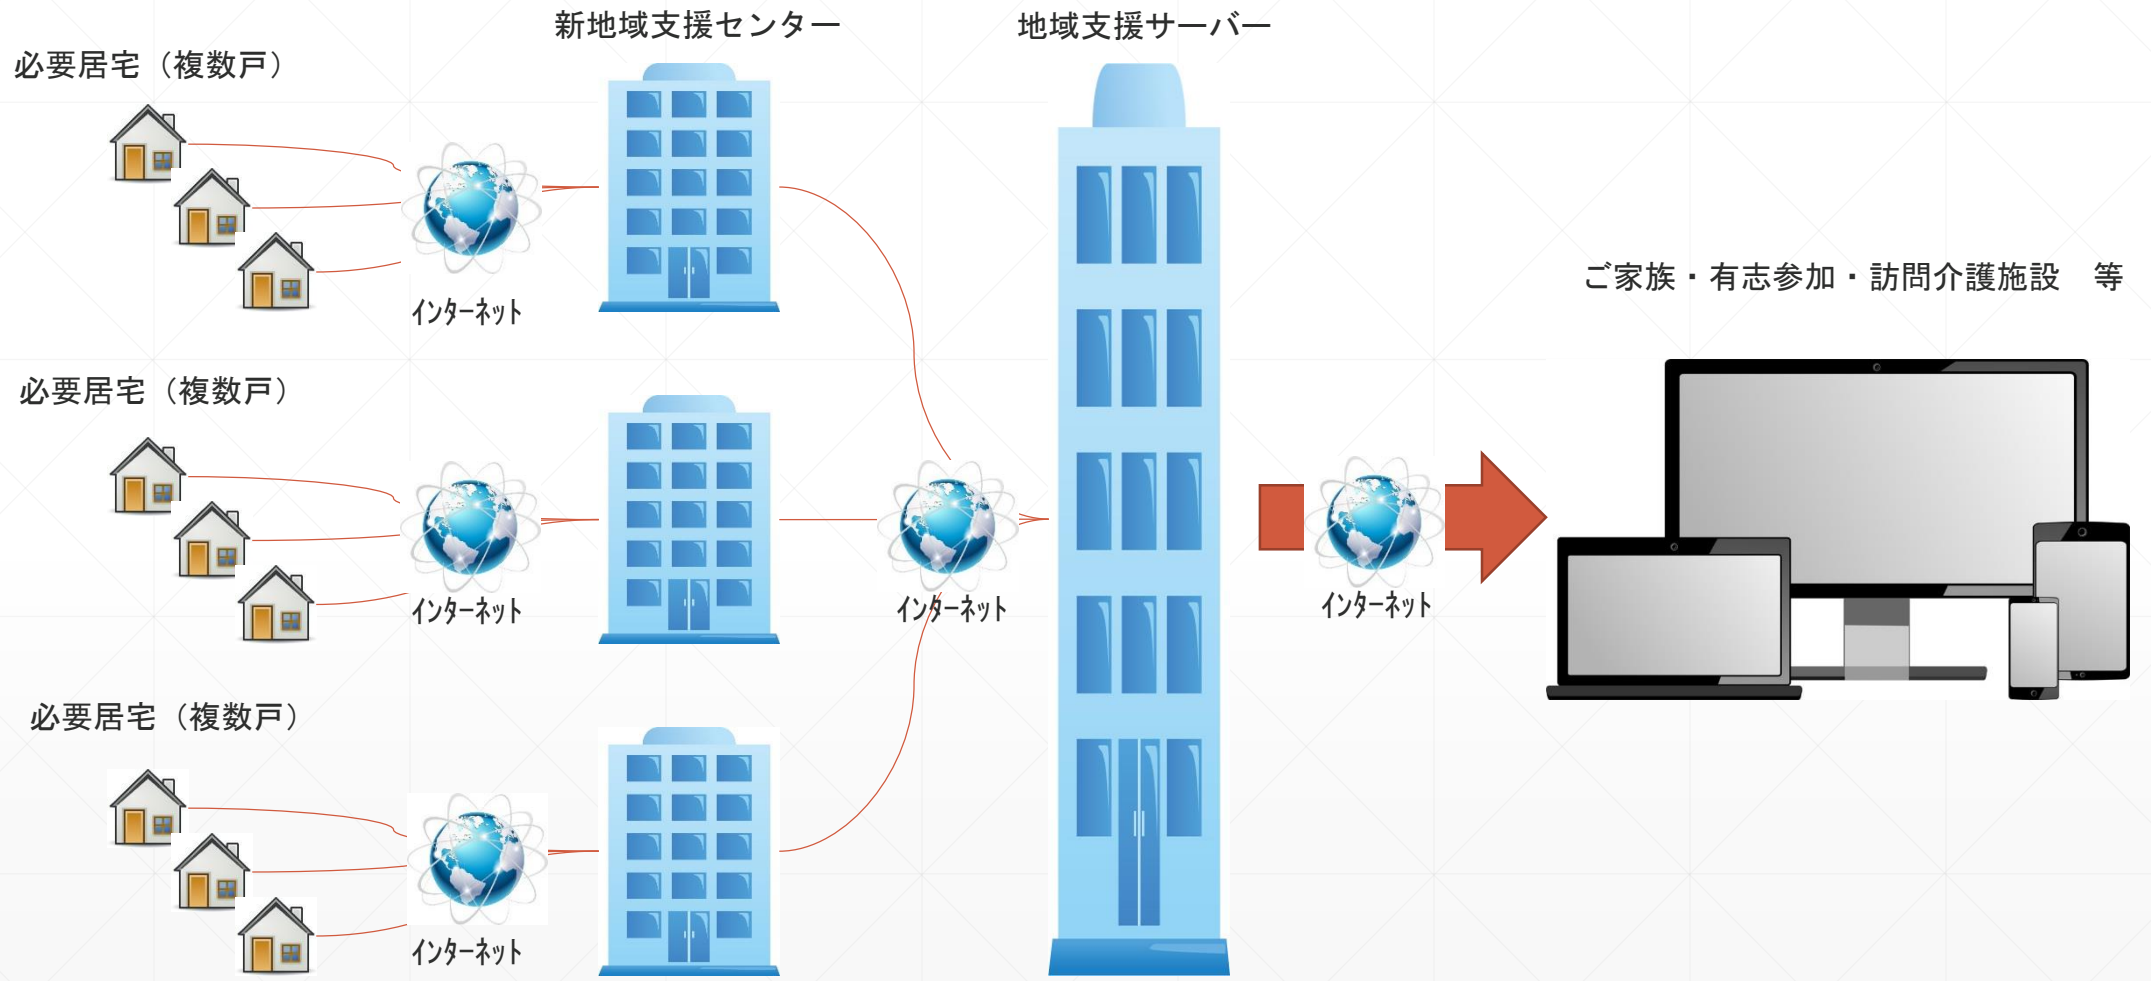 新地域支援センター
地域支援サーバー
必要居宅（複数戸）
インターネット
ご家族・有志参加・訪問介護施設　等
必要居宅（複数戸）
インターネット
インターネット
インターネット
必要居宅（複数戸）
インターネット